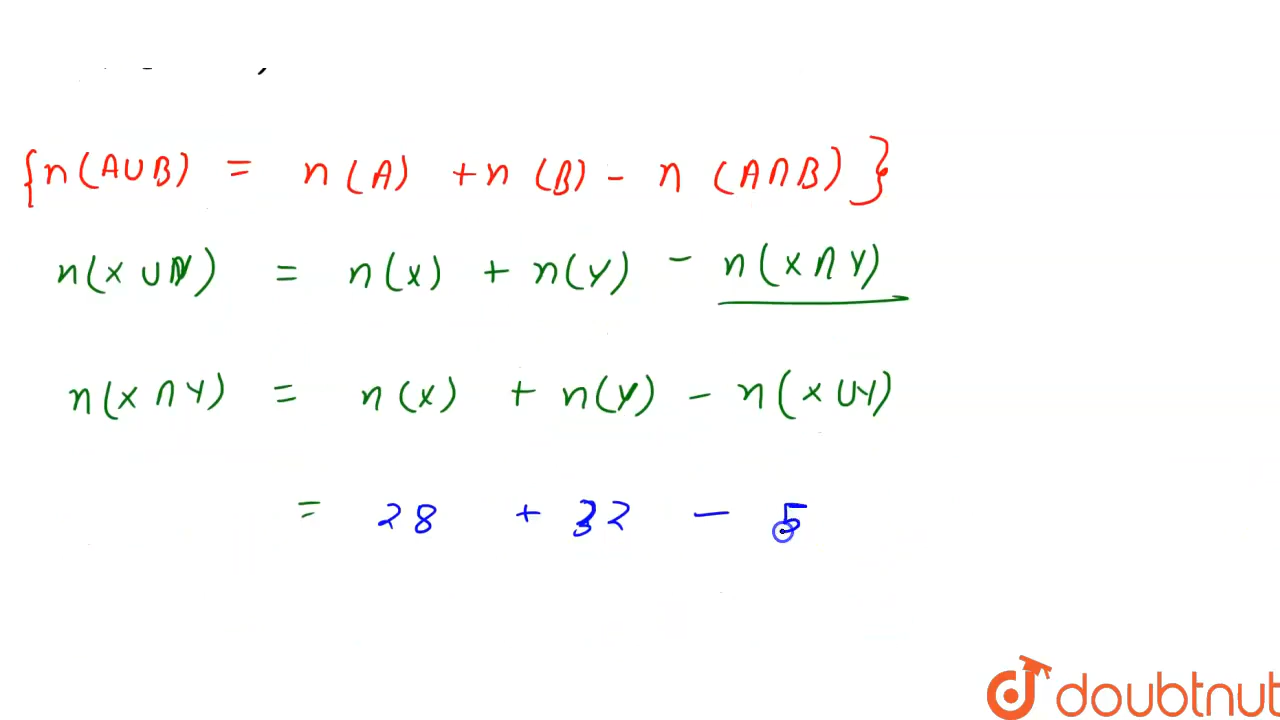 {n(A∪B) = n(A) + n(B) - n(A∩B)}
n(X∪Y) = n(X) + n(Y) - n(X∩Y)
n(X∩Y) = n(X) + n(Y) - n(X∪Y)
= 28 + 32 - 5
doubtnut